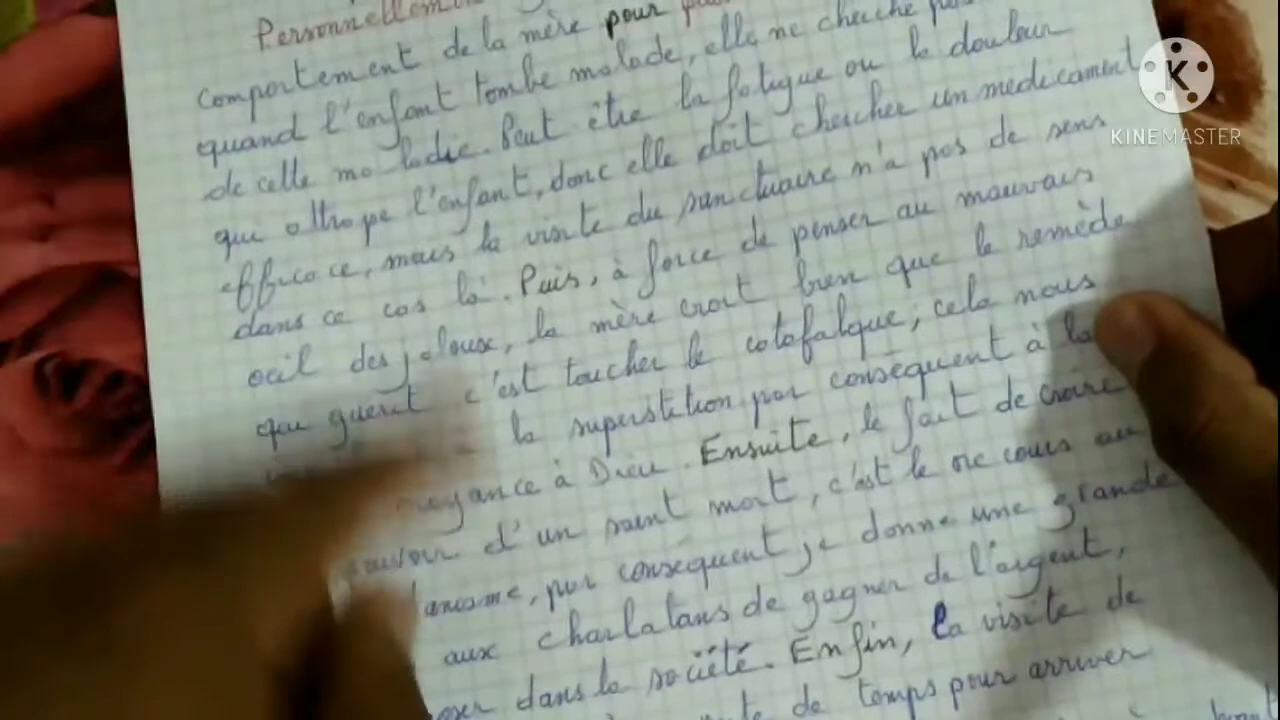 Personnellement
comportement de la mère pour
quand l'enfant tombe malade, elle ne cherche pas
de celle maladie. Peut être la fatigue ou la douleur
qui attrape l'enfant, donc elle doit chercher un medicament
efficace, mais la visite du sanctuaire n'a pas de sens
dans ce cas là. Puis, à force de penser au mauvais
oeil des jaloux, la mère croit bien que le remède
qui guerit c'est toucher le catafalque, cela nous
la superstition par conséquent à la
à Dieu. Ensuite, le fait de croire
d'un saint mort, c'est le recours au
par conséquent je donne une grande
aux charlatans de gagner de l'argent,
dans la société. Enfin, la visite de
de temps pour arriver
KINEMASTER